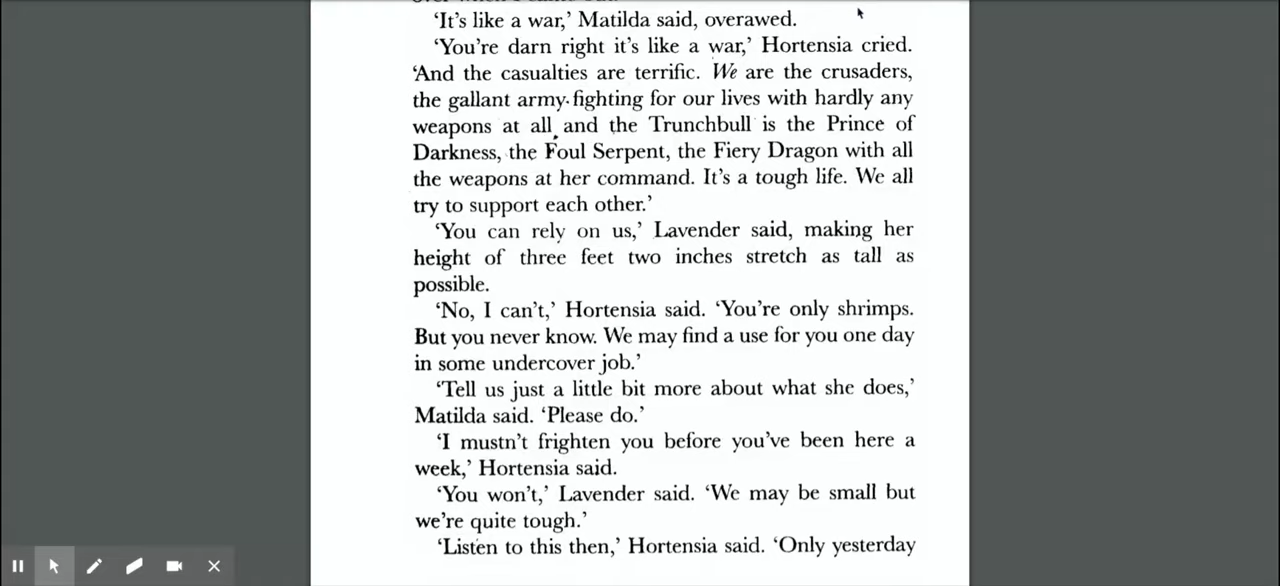 ‘It’s like a war,’ Matilda said, overawed.
‘You’re darn right it’s like a war,’ Hortensia cried.
‘And the casualties are terrific. We are the crusaders,
the gallant army fighting for our lives with hardly any
weapons at all and the Trunchbull is the Prince of
Darkness, the Foul Serpent, the Fiery Dragon with all
the weapons at her command. It’s a tough life. We all
try to support each other.’
‘You can rely on us,’ Lavender said, making her
height of three feet two inches stretch as tall as
possible.
‘No, I can’t,’ Hortensia said. ‘You’re only shrimps.
But you never know. We may find a use for you one day
in some undercover job.’
‘Tell us just a little bit more about what she does,’
Matilda said. ‘Please do.’
‘I mustn’t frighten you before you’ve been here a
week,’ Hortensia said.
‘You won’t,’ Lavender said. ‘We may be small but
we’re quite tough.’
‘Listen to this then,’ Hortensia said. ‘Only yesterday